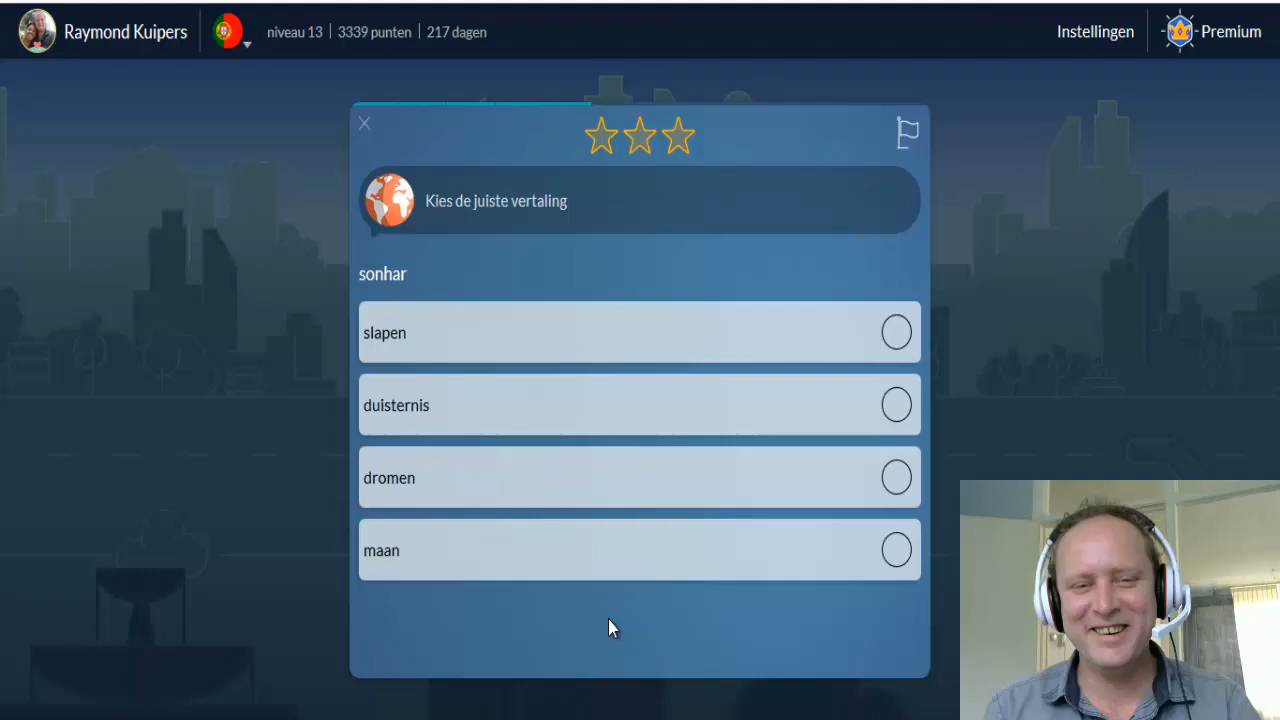 Raymond Kuipers
niveau 13 | 3339 punten | 217 dagen
Instellingen
Premium
Kies de juiste vertaling
sonhar
slapen
duisternis
dromen
maan